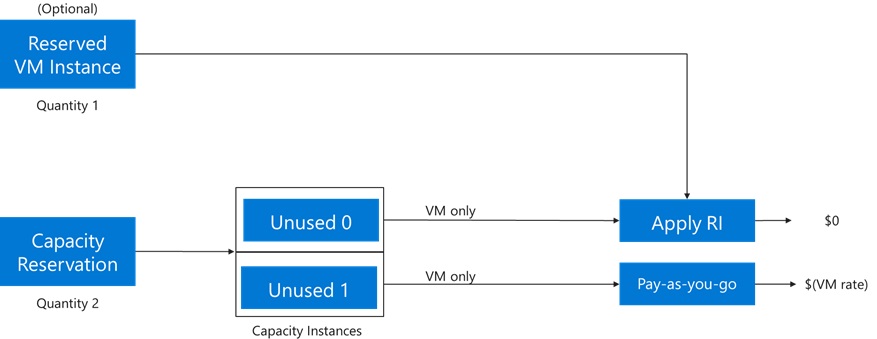 (Optional)
Reserved
VM Instance
Quantity 1
Capacity
Reservation
Quantity 2
Unused 0
Unused 1
Capacity Instances
VM only
VM only
Apply RI
Pay-as-you-go
$0
$(VM rate)